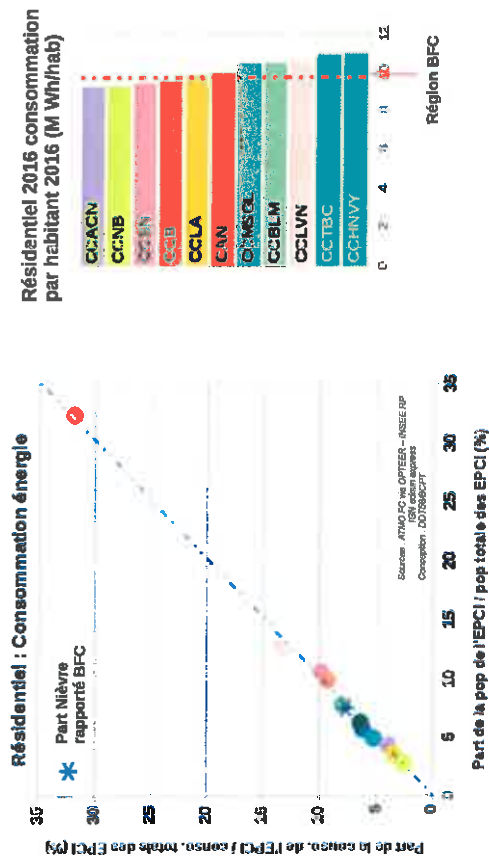 Résidentiel : Consommation énergie
Part Nièvre
rapporté BFC
35
30
25
20
15
10
5
0
0
5
10
15
20
25
30
35
Part de la conso. de l'EPCI / conso. totale des EPCI (%)
Part de la pop de l'EPCI / pop totale des EPCI (%)
Sources : ATMO FC via OPTEER – INSEE RP
IGN admin express
Conception : DDT58/BCPT
Résidentiel 2016 consommation
par habitant 2016 (M Wh/hab)
CCACN
CCNB
CCB
CCLA
CAN
CCBLM
CCLVN
CCTBC
CCHNVY
0
2
4
8
12
Région BFC